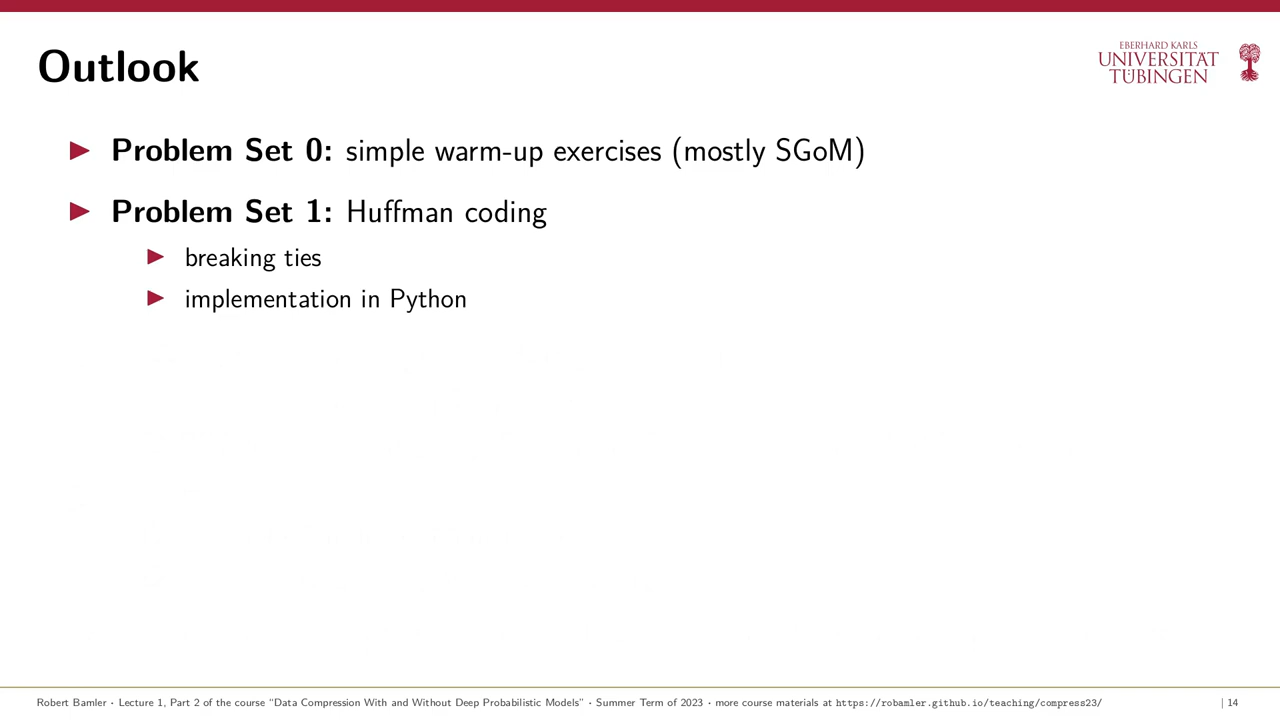 Outlook
EBERHARD KARLS
UNIVERSITÄT
TÜBINGEN
Problem Set 0: simple warm-up exercises (mostly SGoM)
Problem Set 1: Huffman coding
breaking ties
implementation in Python
Robert Bamler · Lecture 1, Part 2 of the course “Data Compression With and Without Deep Probabilistic Models” · Summer Term of 2023 · more course materials at https://robamler.github.io/teaching/compress23/ | 14